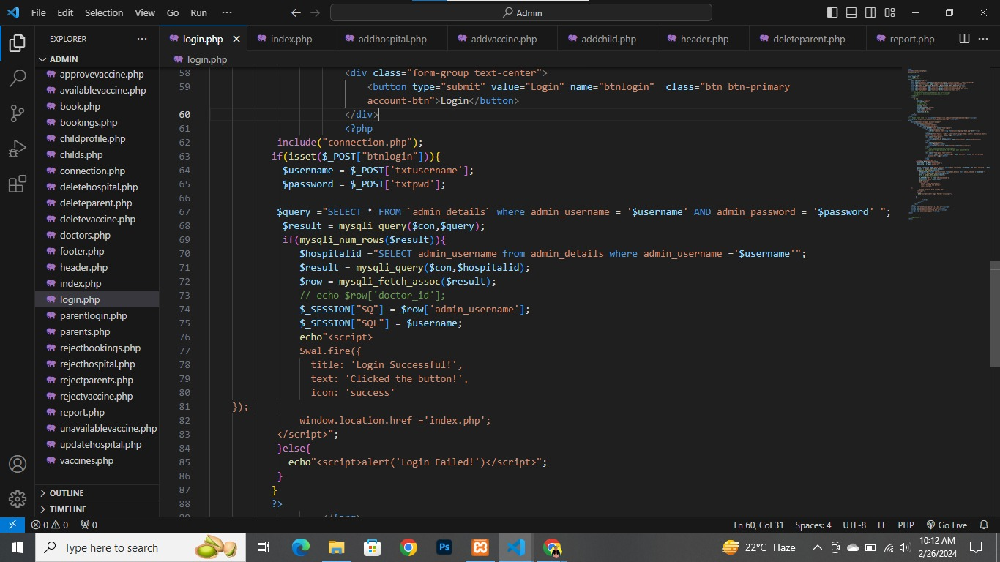 File Edit Selection View Go Run ··· Admin
EXPLORER ···
login.php index.php addhospital.php addvaccine.php addchild.php header.php deleteparent.php report.php ···
ADMIN
login.php
approvevaccine.php
availablevaccine.php
book.php
bookings.php
childprofile.php
childs.php
connection.php
deletehospital.php
deleteparent.php
deletevaccine.php
doctors.php
footer.php
header.php
index.php
login.php
parentlogin.php
parents.php
rejectbookings.php
rejecthospital.php
rejectparents.php
rejectvaccine.php
report.php
unavailablevaccine.php
updatehospital.php
vaccines.php
OUTLINE
TIMELINE
58 <div class="form-group text-center">
59 <button type="submit" value="Login" name="btnlogin"  class="btn btn-primary
account-btn">Login</button>
60 </div>
61 <?php
62 include("connection.php");
63 if(isset($_POST["btnlogin"])){
64 $username = $_POST['txtusername'];
65 $password = $_POST['txtpwd'];
66
67 $query ="SELECT * FROM `admin_details` where admin_username = '$username' AND admin_password = '$password' ";
68 $result = mysqli_query($con,$query);
69 if(mysqli_num_rows($result)){
70 $hospitalid ="SELECT admin_username from admin_details where admin_username ='$username'";
71 $result = mysqli_query($con,$hospitalid);
72 $row = mysqli_fetch_assoc($result);
73 // echo $row['doctor_id'];
74 $_SESSION["SQ"] = $row['admin_username'];
75 $_SESSION["SQL"] = $username;
76 echo"<script>
77 Swal.fire({
78 title: 'Login Successful!',
79 text: 'Clicked the button!',
80 icon: 'success'
81 });
82 window.location.href ='index.php';
83 </script>";
84 }else{
85 echo"<script>alert('Login Failed!')</script>";
86 }
87 }
88 ?>
89 </form>
0 0 0 Ln 60, Col 31 Spaces: 4 UTF-8 LF PHP Go Live
Type here to search Ps 22°C Haze 10:12 AM
2/26/2024